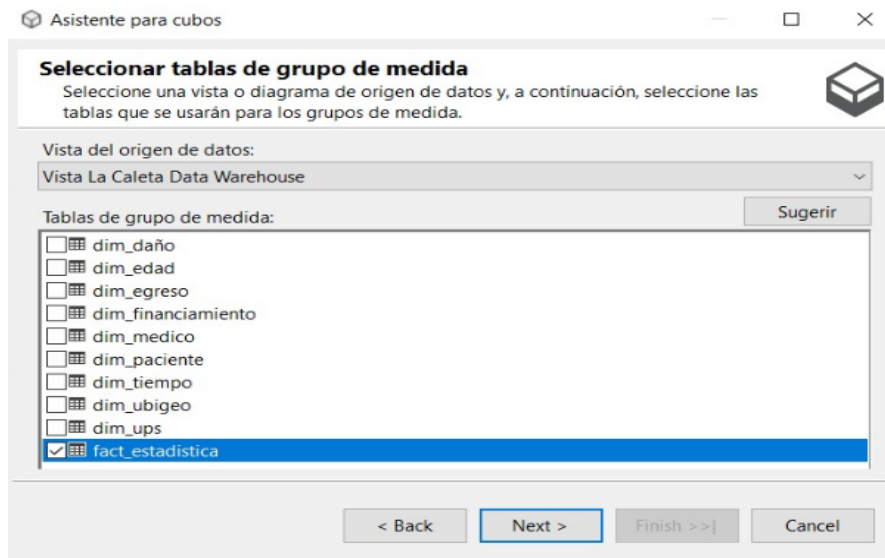 Asistente para cubos
Seleccionar tablas de grupo de medida
Seleccione una vista o diagrama de origen de datos y, a continuación, seleccione las
tablas que se usarán para los grupos de medida.
Vista del origen de datos:
Vista La Caleta Data Warehouse
Tablas de grupo de medida:
Sugerir
dim_daño
dim_edad
dim_egreso
dim_financiamiento
dim_medico
dim_paciente
dim_tiempo
dim_ubigeo
dim_ups
fact_estadistica
< Back
Next >
Finish >>|
Cancel